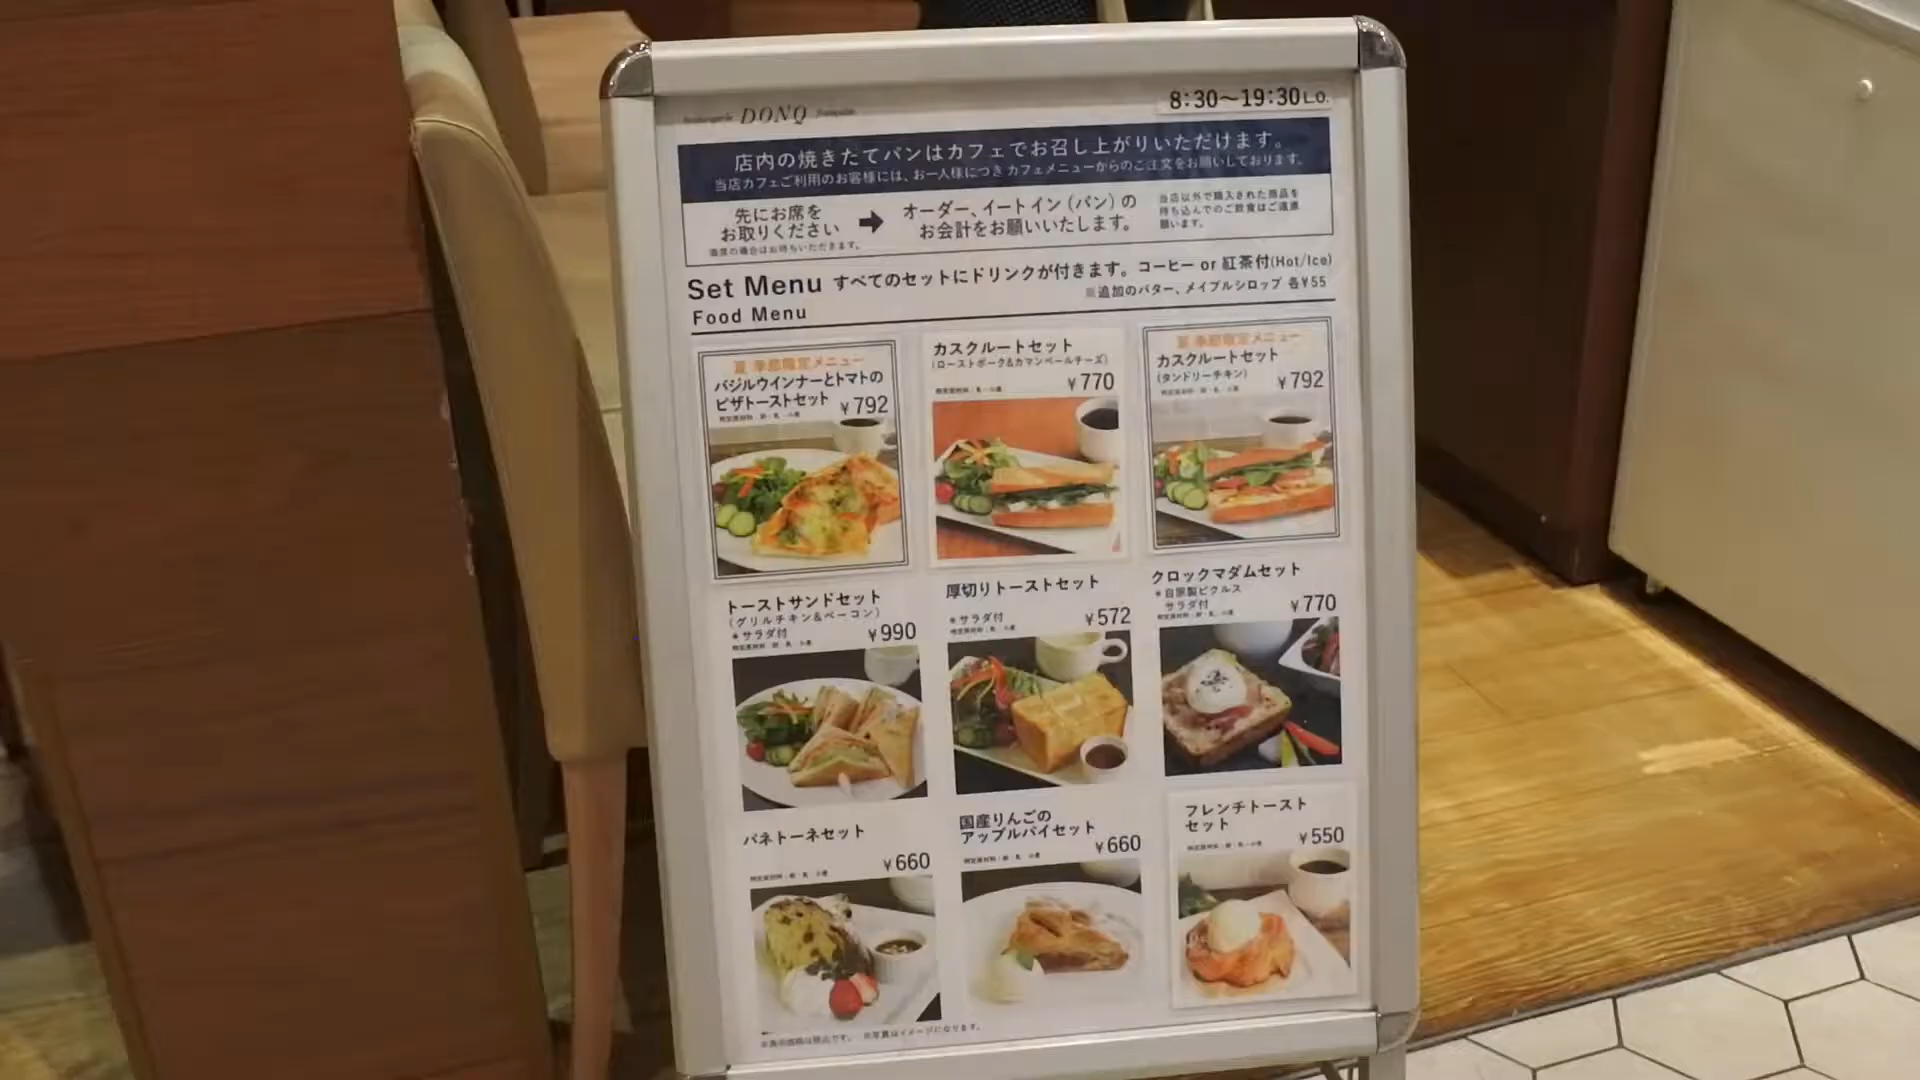 DONQ
8:30〜19:30L.O.
店内の焼きたてパンはカフェでお召し上がりいただけます。
当店カフェご利用のお客様には、お一人様につき カフェメニューからのご注文をお願いしております。
先にお席を
お取りください
満席の場合はお待ちいただきます。
オーダー、イートイン(パン)の
お会計をお願いいたします。
当店以外で購入された商品を
持ち込んでのご飲食はご遠慮
願います。
Set Menu すべてのセットにドリンクが付きます。コーヒー or 紅茶付(Hot/Ice)
※追加のバター、メイプルシロップ 各¥55
Food Menu
夏 季節限定メニュー
バジルウインナーとトマトの
ピザトーストセット
¥792
カスクルートセット
(ローストポーク&カマンベールチーズ)
¥770
夏 季節限定メニュー
カスクルートセット
(タンドリーチキン)
¥792
トーストサンドセット
(グリルチキン&ベーコン)
*サラダ付
¥990
厚切りトーストセット
*サラダ付
¥572
クロックマダムセット
*自家製ピクルス
サラダ付
¥770
パネトーネセット
¥660
国産りんごの
アップルパイセット
¥660
フレンチトースト
セット
¥550
※表示価格は税込です。 ※写真はイメージになります。